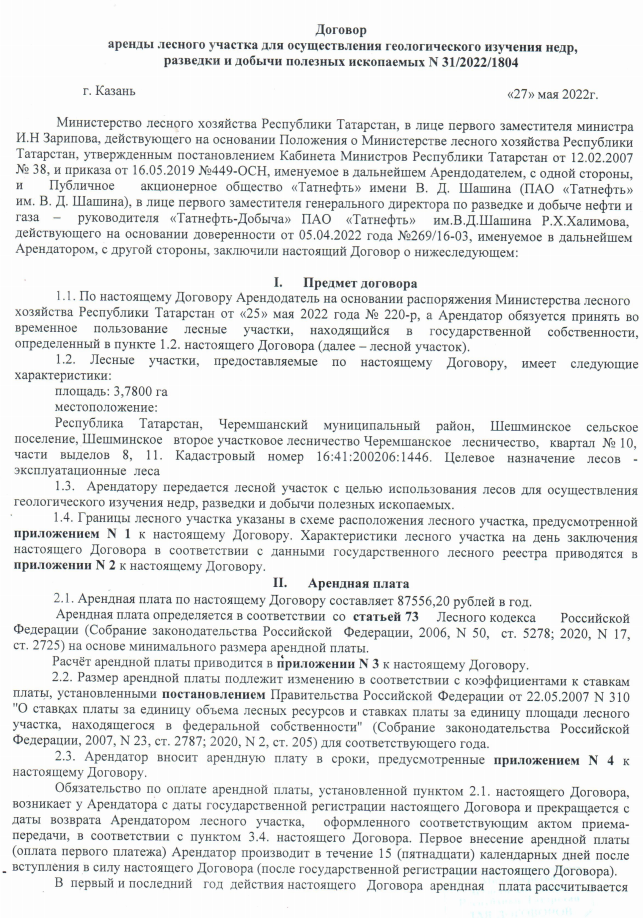 Договор
аренды лесного участка для осуществления геологического изучения недр,
разведки и добычи полезных ископаемых N 31/2022/1804
г. Казань «27» мая 2022г.
Министерство лесного хозяйства Республики Татарстан, в лице первого заместителя министра
И.Н Зарипова, действующего на основании Положения о Министерстве лесного хозяйства Республики
Татарстан, утвержденным постановлением Кабинета Министров Республики Татарстан от 12.02.2007
№ 38, и приказа от 16.05.2019 №449-ОСН, именуемое в дальнейшем Арендодателем, с одной стороны,
и Публичное акционерное общество «Татнефть» имени В. Д. Шашина (ПАО «Татнефть»
им. В. Д. Шашина), в лице первого заместителя генерального директора по разведке и добыче нефти и
газа – руководителя «Татнефть-Добыча» ПАО «Татнефть» им.В.Д.Шашина Р.Х.Халимова,
действующего на основании доверенности от 05.04.2022 года №269/16-03, именуемое в дальнейшем
Арендатором, с другой стороны, заключили настоящий Договор о нижеследующем:
I. Предмет договора
1.1. По настоящему Договору Арендодатель на основании распоряжения Министерства лесного
хозяйства Республики Татарстан от «25» мая 2022 года № 220-р, а Арендатор обязуется принять во
временное пользование лесные участки, находящийся в государственной собственности,
определенный в пункте 1.2. настоящего Договора (далее – лесной участок).
1.2. Лесные участки, предоставляемые по настоящему Договору, имеет следующие
характеристики:
площадь: 3,7800 га
местоположение:
Республика Татарстан, Черемшанский муниципальный район, Шешминское сельское
поселение, Шешминское второе участковое лесничество Черемшанское лесничество, квартал № 10,
части выделов 8, 11. Кадастровый номер 16:41:200206:1446. Целевое назначение лесов -
эксплуатационные леса
1.3. Арендатору передается лесной участок с целью использования лесов для осуществления
геологического изучения недр, разведки и добычи полезных ископаемых.
1.4. Границы лесного участка указаны в схеме расположения лесного участка, предусмотренной
приложением N 1 к настоящему Договору. Характеристики лесного участка на день заключения
настоящего Договора в соответствии с данными государственного лесного реестра приводятся в
приложении N 2 к настоящему Договору.
II. Арендная плата
2.1. Арендная плата по настоящему Договору составляет 87556,20 рублей в год.
Арендная плата определяется в соответствии со статьей 73 Лесного кодекса Российской
Федерации (Собрание законодательства Российской Федерации, 2006, N 50, ст. 5278; 2020, N 17,
ст. 2725) на основе минимального размера арендной платы.
Расчёт арендной платы приводится в приложении N 3 к настоящему Договору.
2.2. Размер арендной платы подлежит изменению в соответствии с коэффициентами к ставкам
платы, установленными постановлением Правительства Российской Федерации от 22.05.2007 N 310
"О ставках платы за единицу объема лесных ресурсов и ставках платы за единицу площади лесного
участка, находящегося в федеральной собственности" (Собрание законодательства Российской
Федерации, 2007, N 23, ст. 2787; 2020, N 2, ст. 205) для соответствующего года.
2.3. Арендатор вносит арендную плату в сроки, предусмотренные приложением N 4 к
настоящему Договору.
Обязательство по оплате арендной платы, установленной пунктом 2.1. настоящего Договора,
возникает у Арендатора с даты государственной регистрации настоящего Договора и прекращается с
даты возврата Арендатором лесного участка, оформленного соответствующим актом приема-
передачи, в соответствии с пунктом 3.4. настоящего Договора. Первое внесение арендной платы
(оплата первого платежа) Арендатор производит в течение 15 (пятнадцати) календарных дней после
вступления в силу настоящего Договора (после государственной регистрации настоящего Договора).
В первый и последний год действия настоящего Договора арендная плата рассчитывается